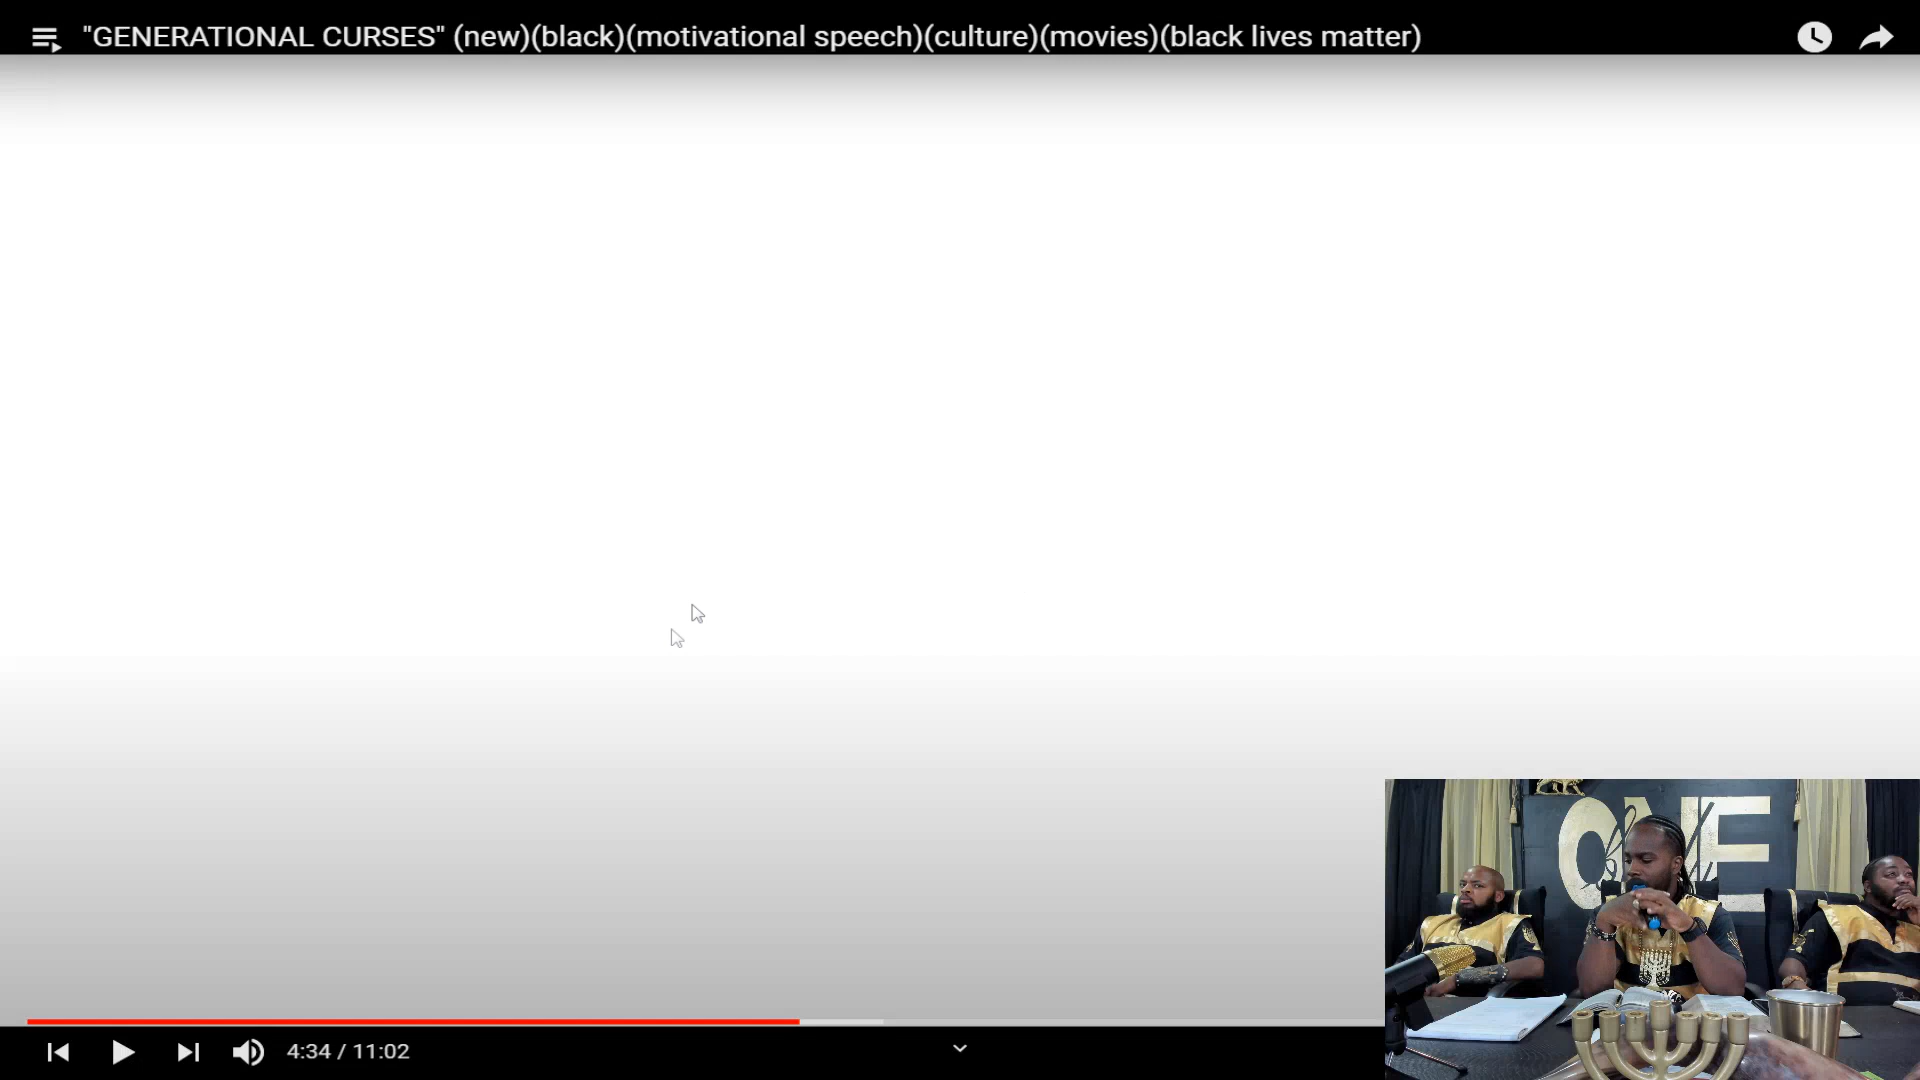 "GENERATIONAL CURSES" (new)(black)(motivational speech)(culture)(movies)(black lives matter)
ONE
4:34 / 11:02